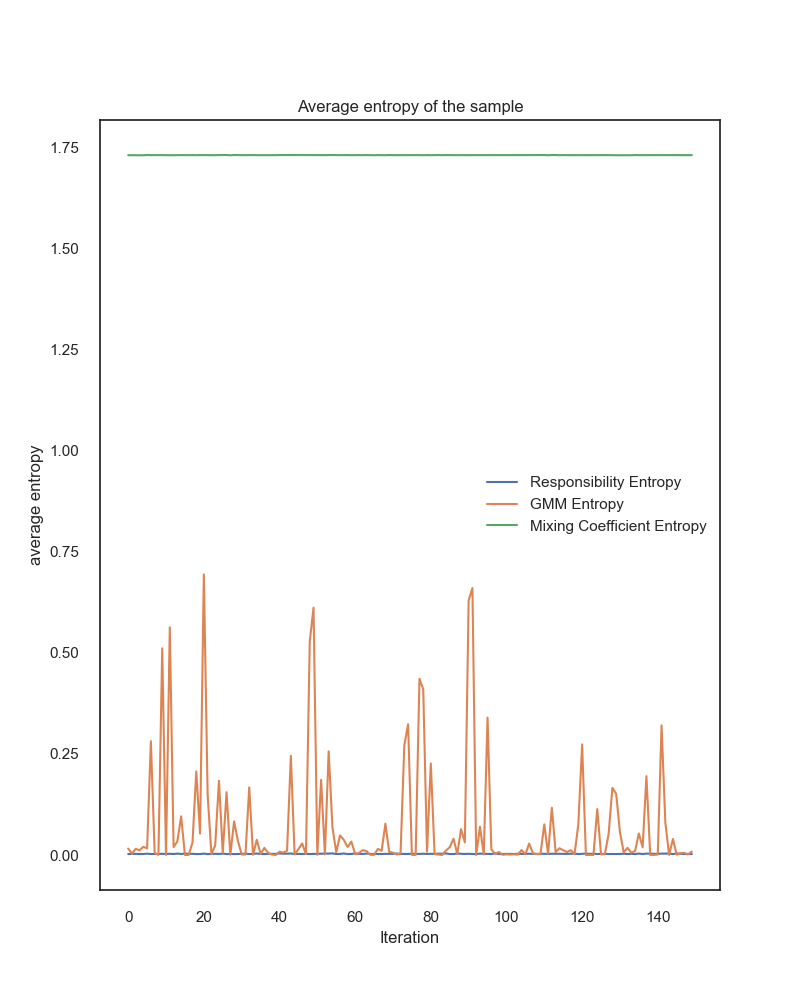 Average entropy of the sample
1.75
1.50
1.25
1.00
0.75
0.50
0.25
0.00
average entropy
Responsibility Entropy
GMM Entropy
Mixing Coefficient Entropy
0 20 40 60 80 100 120 140
Iteration